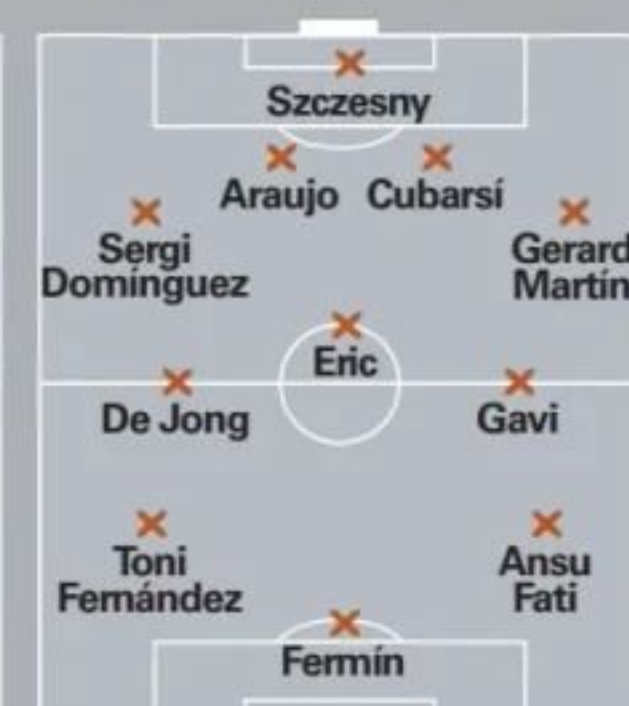 Szczesny
Araujo
Cubarsí
Sergi
Domínguez
Gerard
Martín
Eric
De Jong
Gavi
Toni
Fernández
Ansu
Fati
Fermín